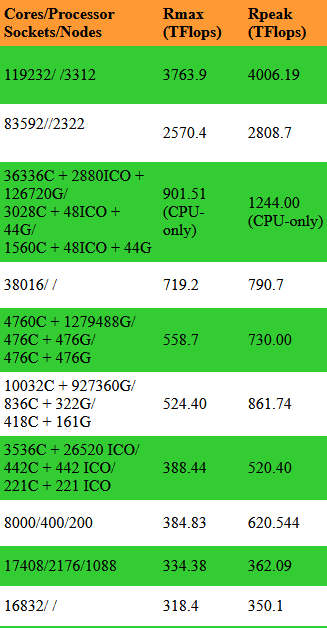 Cores/Processor Sockets/Nodes Rmax (TFlops) Rpeak (TFlops)
119232/ /3312 3763.9 4006.19
83592//2322 2570.4 2808.7
36336C + 2880ICO +
126720G/
3028C + 48ICO +
44G/
1560C + 48ICO + 44G
901.51
(CPU-
only)
1244.00
(CPU-only)
38016/ / 719.2 790.7
4760C + 1279488G/
476C + 476G/
476C + 476G
558.7 730.00
10032C + 927360G/
836C + 322G/
418C + 161G
524.40 861.74
3536C + 26520 ICO/
442C + 442 ICO/
221C + 221 ICO
388.44 520.40
8000/400/200 384.83 620.544
17408/2176/1088 334.38 362.09
16832/ / 318.4 350.1